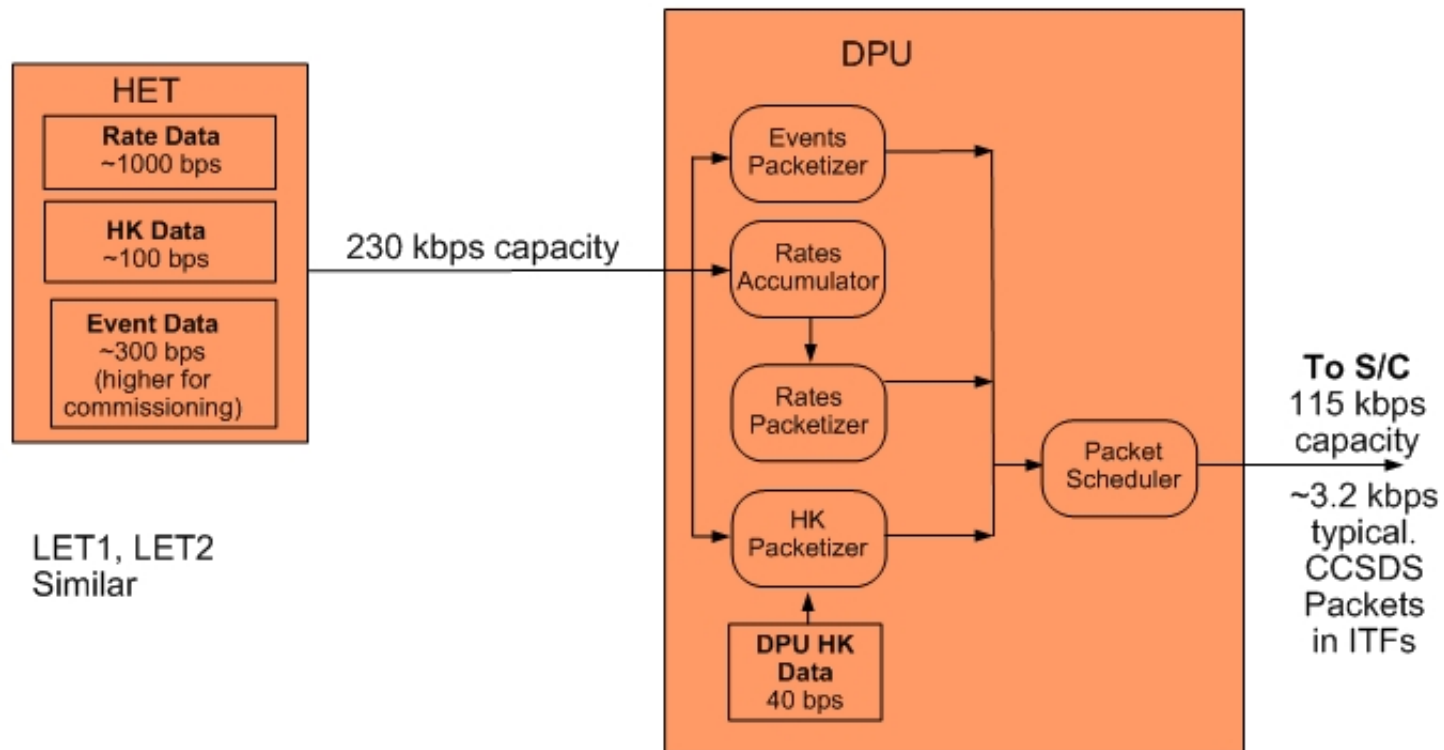 HET
Rate Data
~1000 bps
HK Data
~100 bps
Event Data
~300 bps
(higher for
commissioning)
LET1, LET2
Similar
230 kbps capacity
DPU
Events
Packetizer
Rates
Accumulator
Rates
Packetizer
HK
Packetizer
DPU HK
Data
40 bps
Packet
Scheduler
To S/C
115 kbps
capacity
~3.2 kbps
typical.
CCSDS
Packets
in ITFs